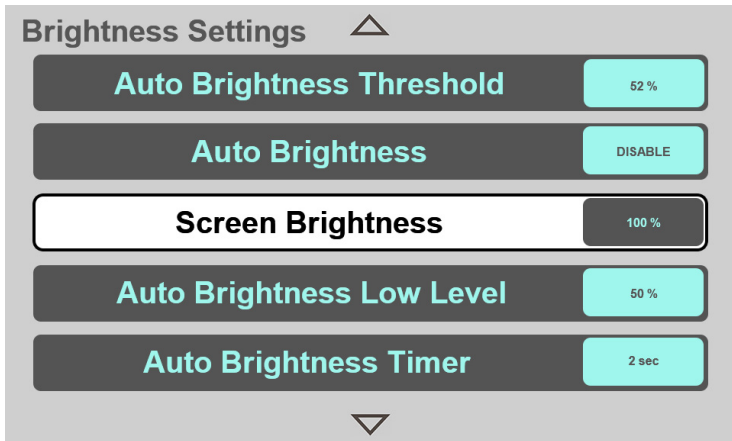 Brightness Settings
Auto Brightness Threshold 52 %
Auto Brightness DISABLE
Screen Brightness 100 %
Auto Brightness Low Level 50 %
Auto Brightness Timer 2 sec